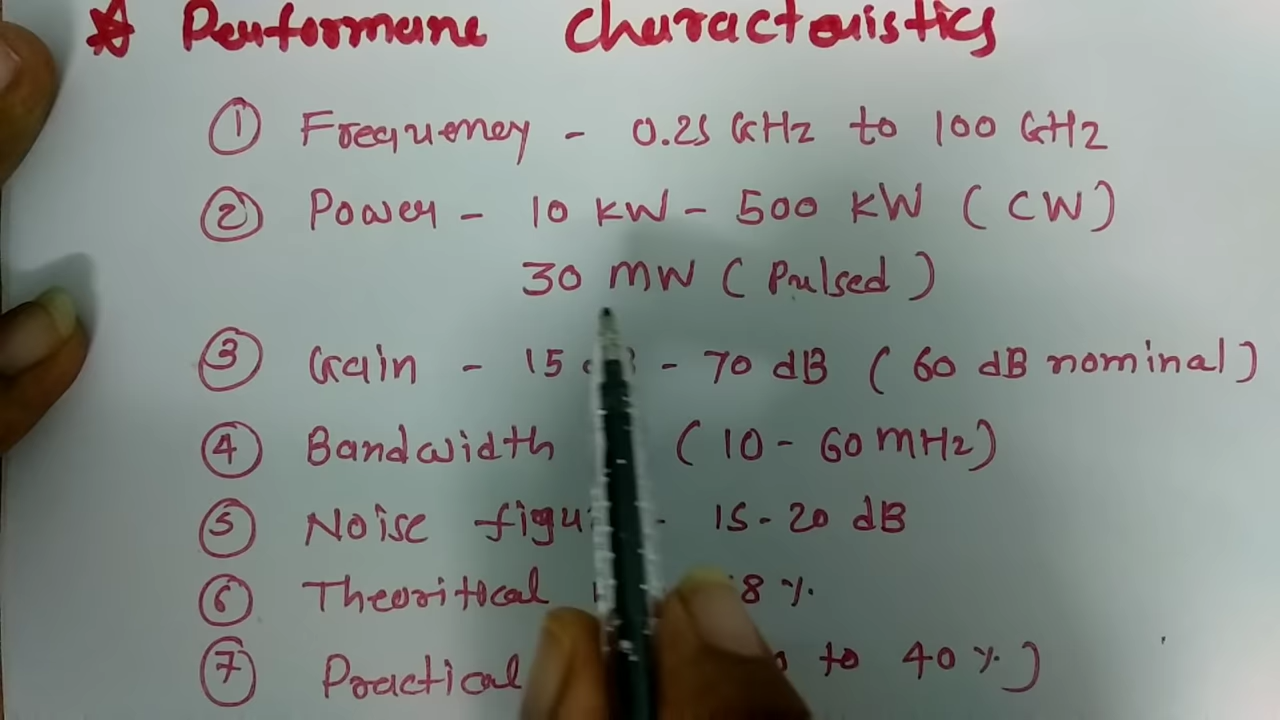 ☆ Performanc characteristics
① Frequency - 0.25 GHz to 100 GHz
② Power - 10 KW - 500 KW (CW)
30 MW (Pulsed)
③ Gain - 15 - 70 dB (60 dB nominal)
④ Bandwidth (10 - 60 MHz)
⑤ Noise - 15 - 20 dB
⑥ Theoritical 8%
⑦ Practical to 40%)